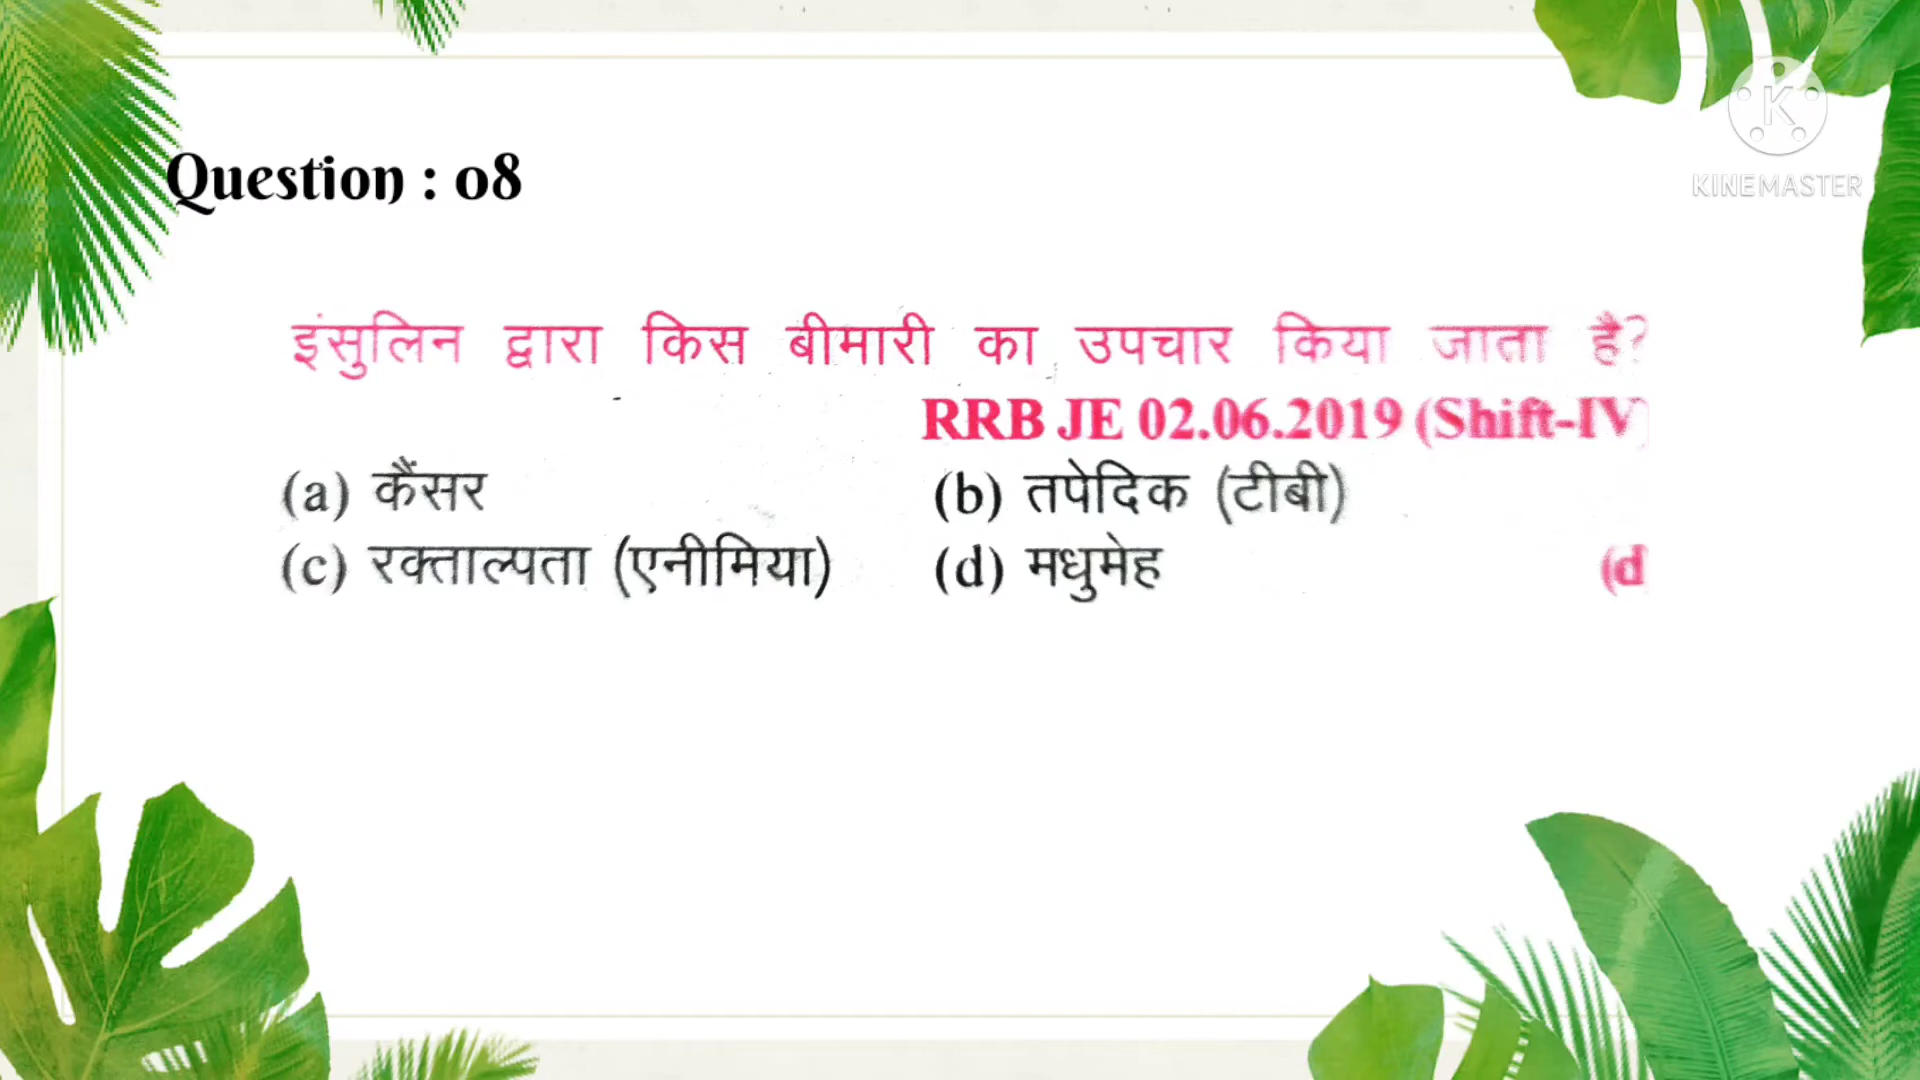 KINEMASTER
Question : 08
इंसुलिन द्वारा किस बीमारी का उपचार किया जाता है?
RRB JE 02.06.2019 (Shift-IV)
(a) कैंसर (b) तपेदिक (टीबी)
(c) रक्ताल्पता (एनीमिया) (d) मधुमेह (d